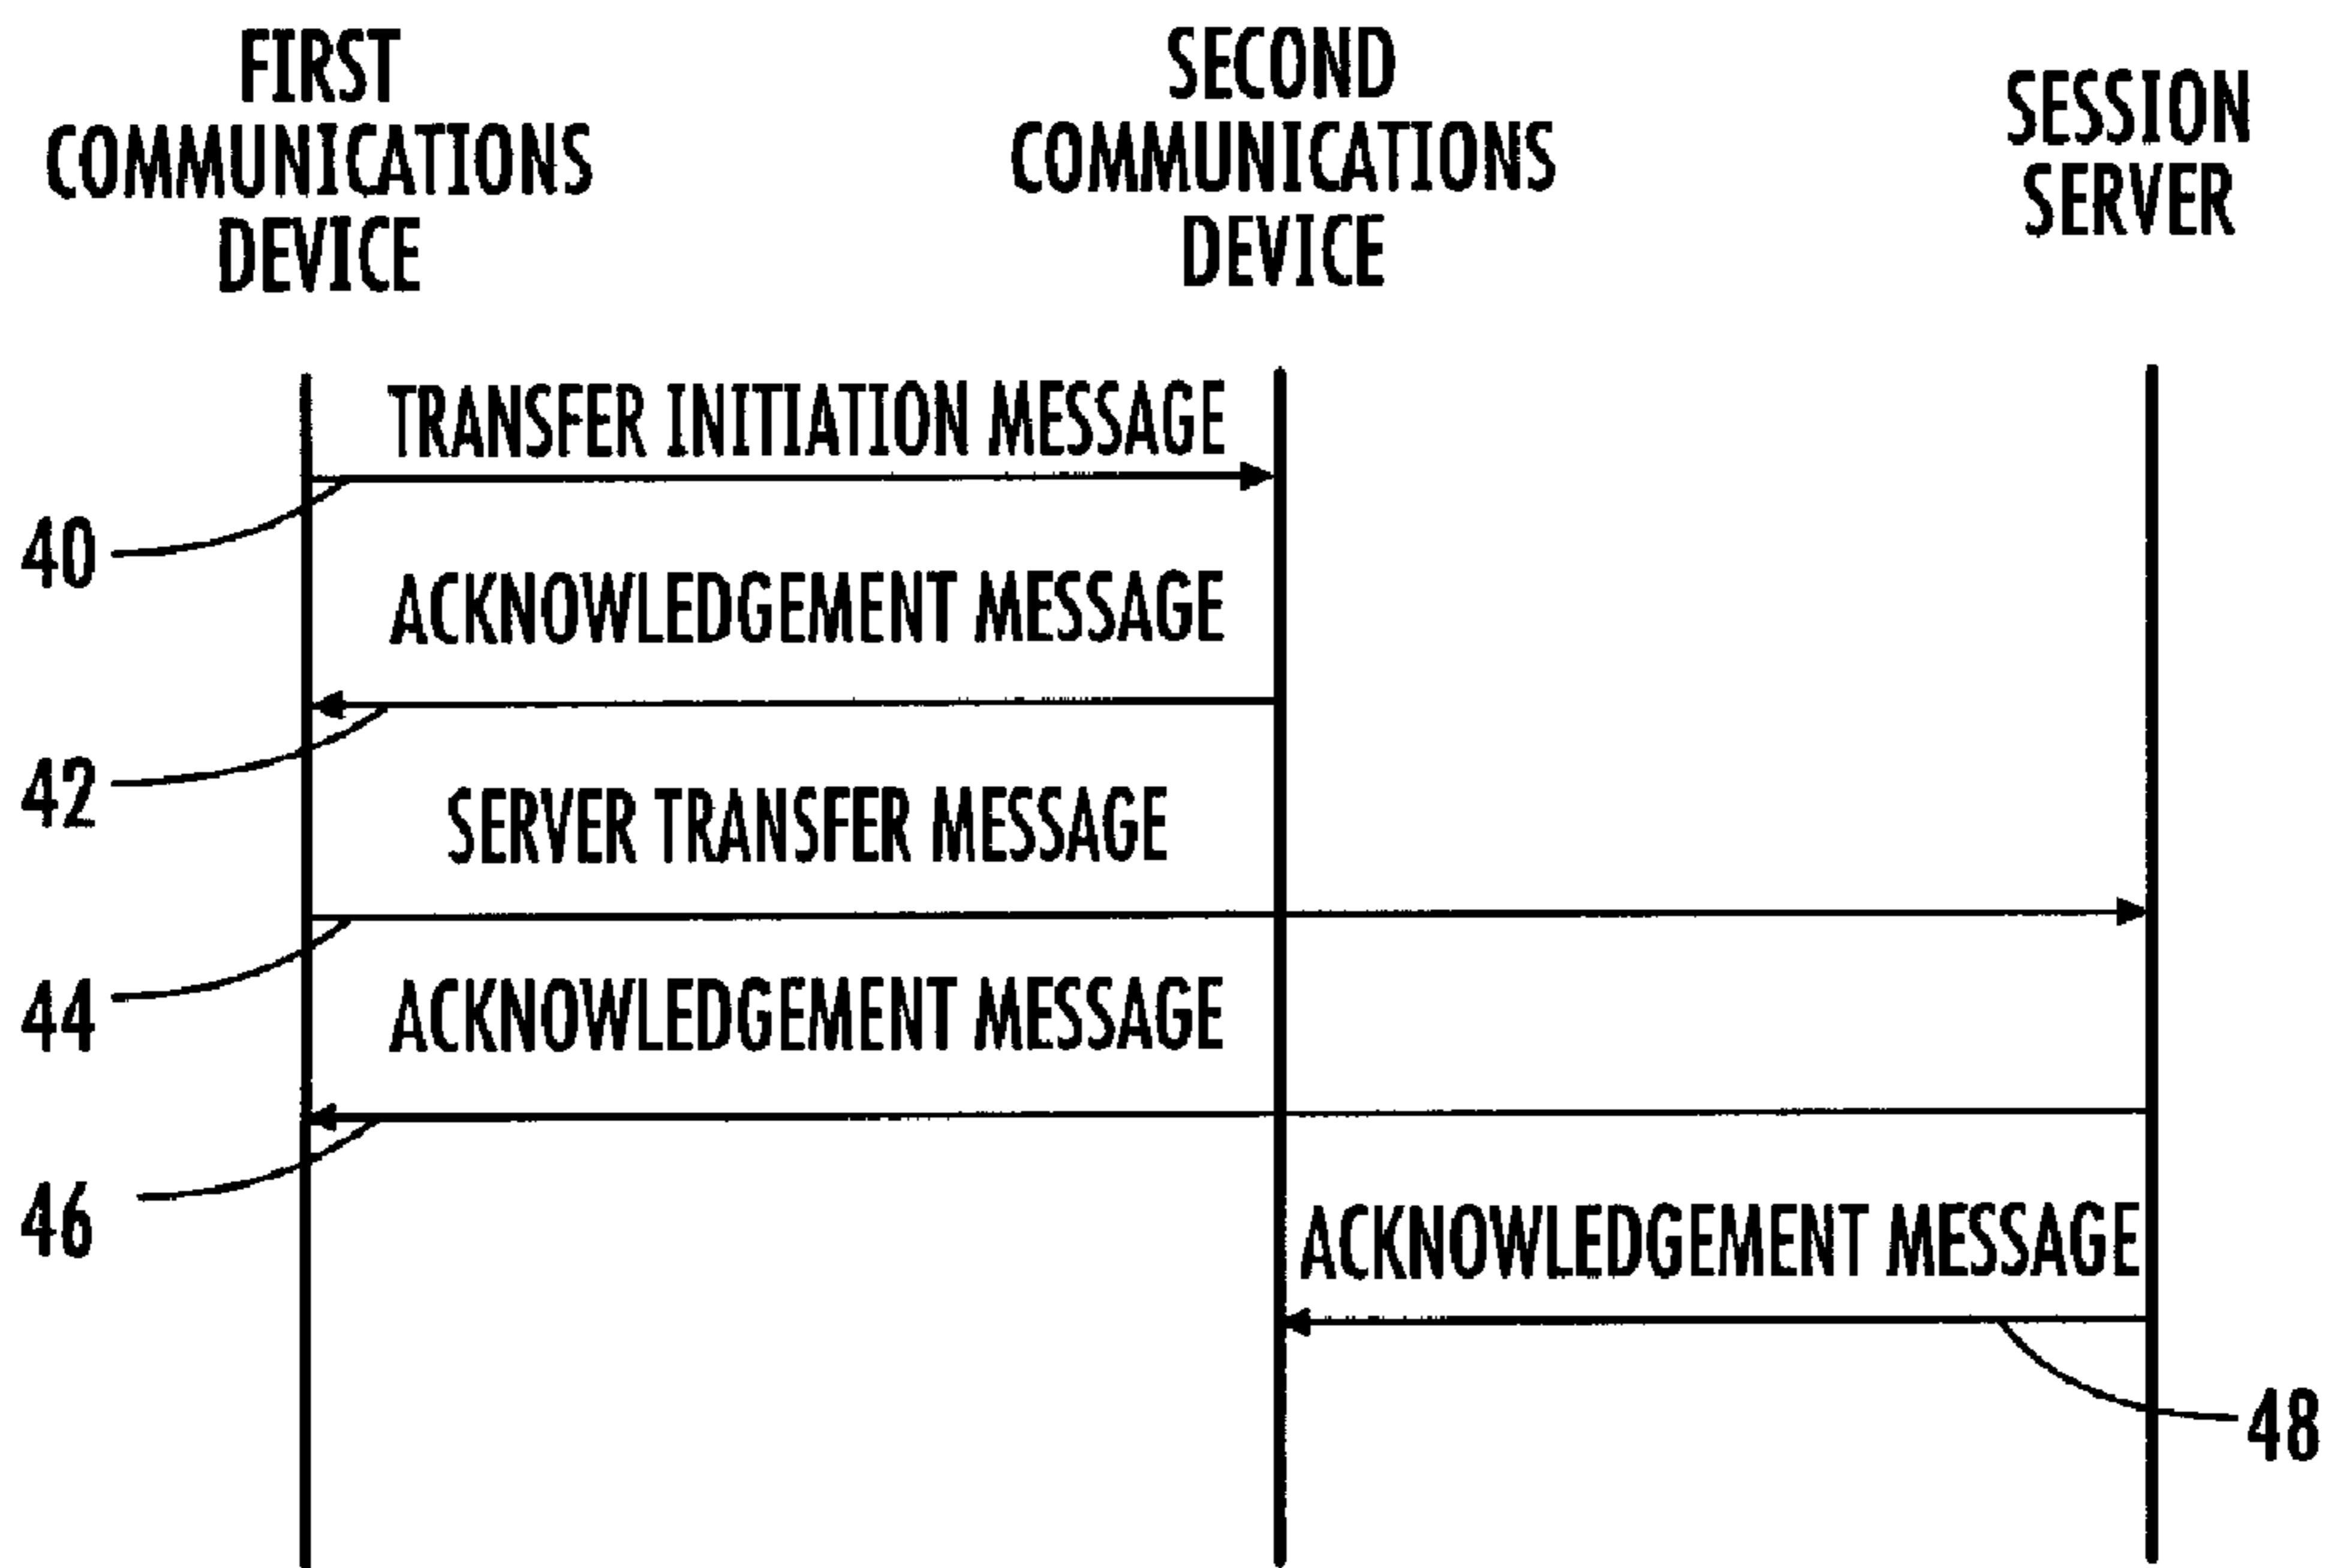 FIRST
COMMUNICATIONS
DEVICE
SECOND
COMMUNICATIONS
DEVICE
SESSION
SERVER
TRANSFER INITIATION MESSAGE
40
ACKNOWLEDGEMENT MESSAGE
42
SERVER TRANSFER MESSAGE
44
ACKNOWLEDGEMENT MESSAGE
46
ACKNOWLEDGEMENT MESSAGE
48